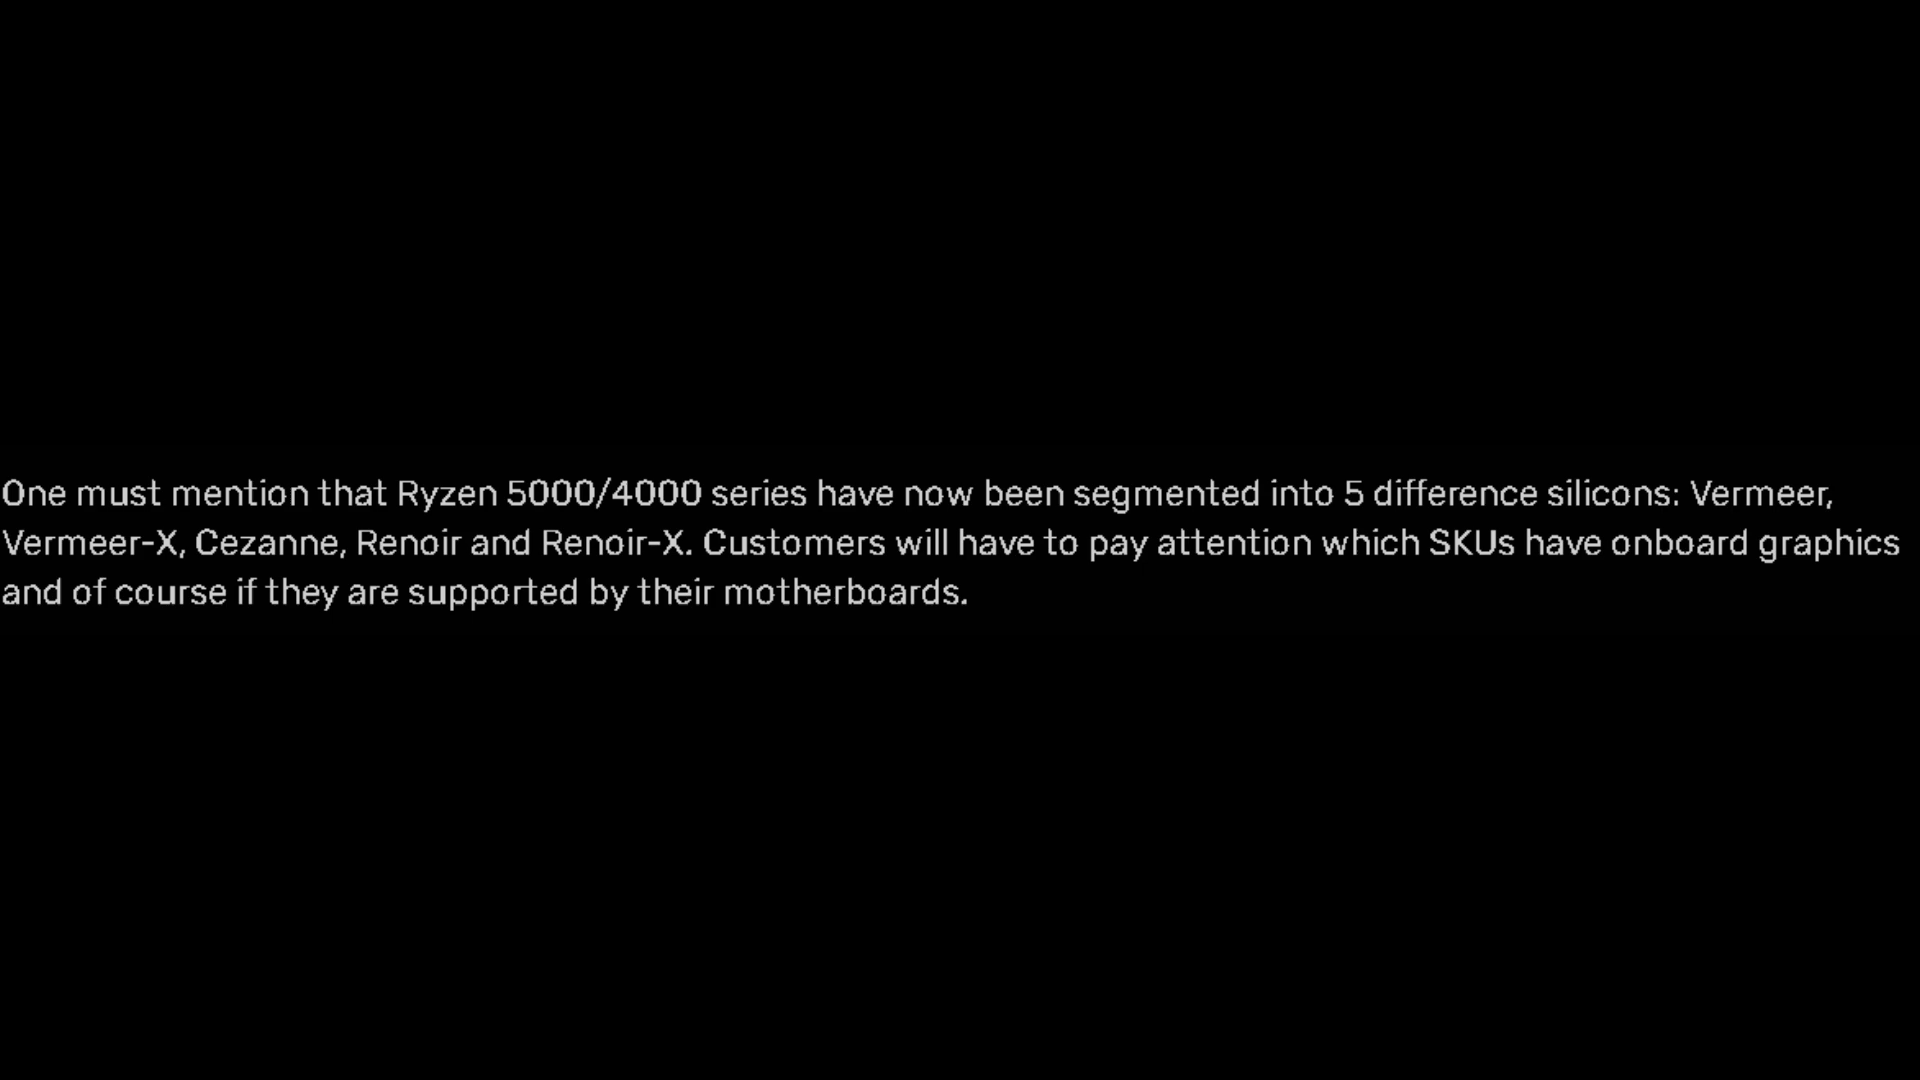 One must mention that Ryzen 5000/4000 series have now been segmented into 5 difference silicons: Vermeer,
Vermeer-X, Cezanne, Renoir and Renoir-X. Customers will have to pay attention which SKUs have onboard graphics
and of course if they are supported by their motherboards.